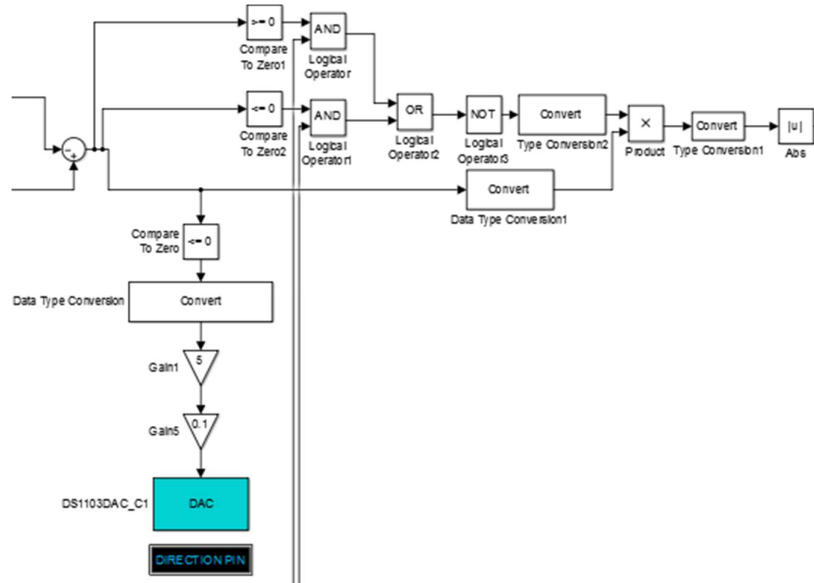 >= 0
Compare
To Zero1
AND
Logical
Operator
<= 0
Compare
To Zero2
AND
Logical
Operator1
OR
Logical
Operator2
NOT
Logical
Operator3
Convert
Type Conversion2
×
Product
Convert
Type Conversion1
|u|
Abs
-
+
Convert
Data Type Conversion1
Compare
To Zero
<= 0
Data Type Conversion
Convert
Gain1
5
Gain5
0.1
DS1103DAC_C1
DAC
DIRECTION PIN